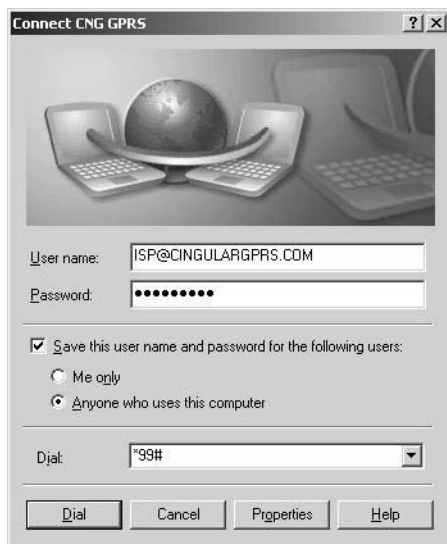 Connect CNG GPRS
User name: ISP@CINGULARGPRS.COM
Password: •••••••••
Save this user name and password for the following users:
Me only
Anyone who uses this computer
Dial: *99#
Dial Cancel Properties Help